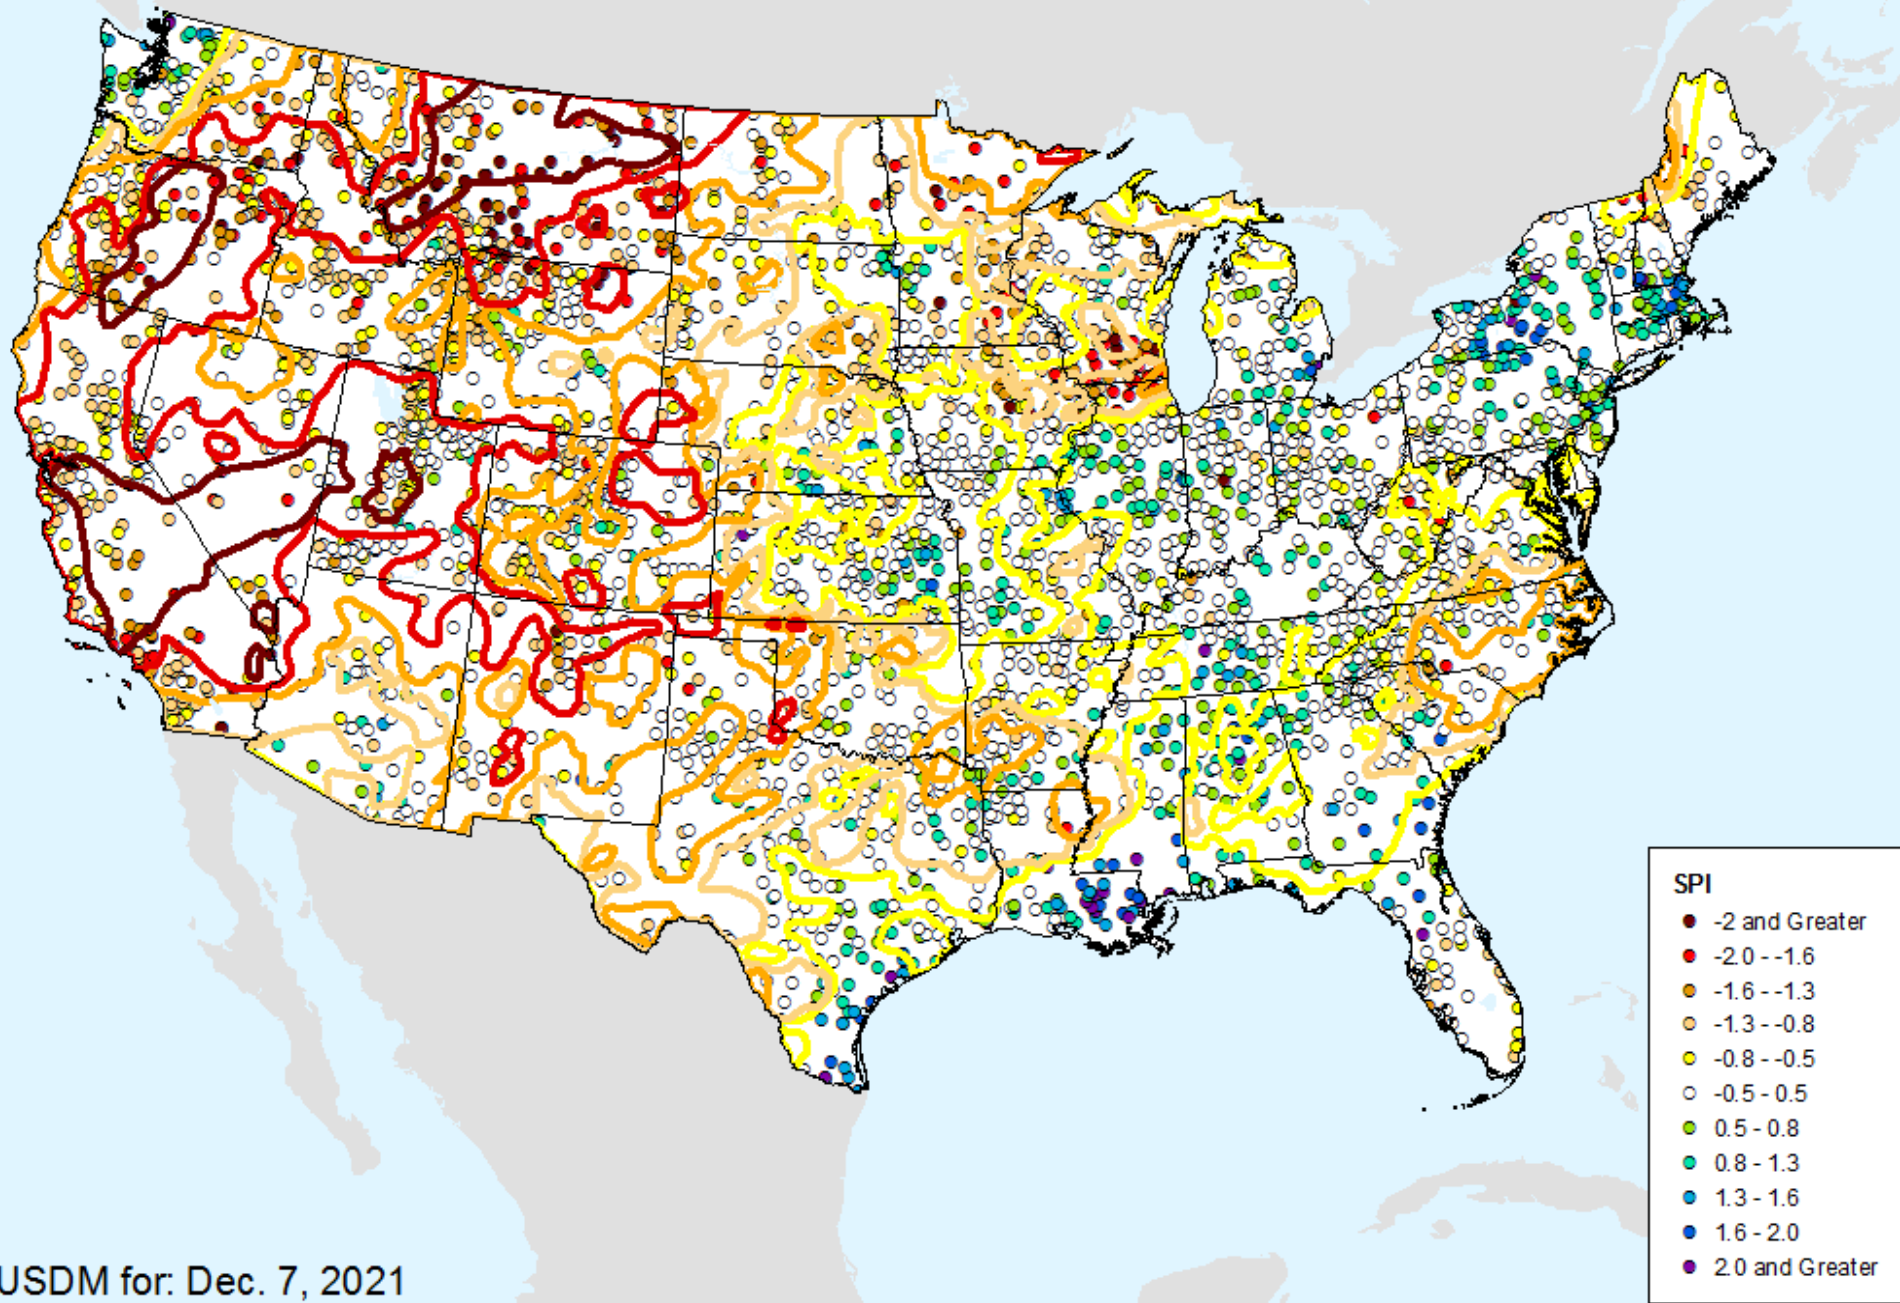 SPI
-2 and Greater
-2.0 - -1.6
-1.6 - -1.3
-1.3 - -0.8
-0.8 - -0.5
-0.5 - 0.5
0.5 - 0.8
0.8 - 1.3
1.3 - 1.6
1.6 - 2.0
2.0 and Greater
USDM for: Dec. 7, 2021